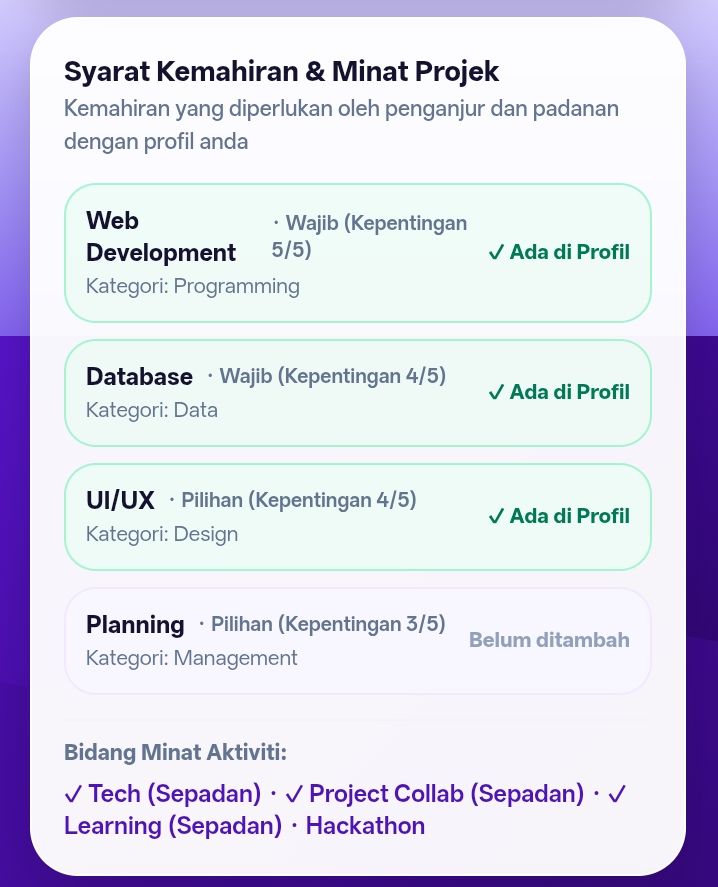 Syarat Kemahiran & Minat Projek
Kemahiran yang diperlukan oleh penganjur dan padanan
dengan profil anda
Web
Development
· Wajib (Kepentingan
5/5)
Kategori: Programming
✓ Ada di Profil
Database · Wajib (Kepentingan 4/5)
Kategori: Data
✓ Ada di Profil
UI/UX · Pilihan (Kepentingan 4/5)
Kategori: Design
✓ Ada di Profil
Planning · Pilihan (Kepentingan 3/5)
Kategori: Management
Belum ditambah
Bidang Minat Aktiviti:
✓ Tech (Sepadan) · ✓ Project Collab (Sepadan) · ✓
Learning (Sepadan) · Hackathon